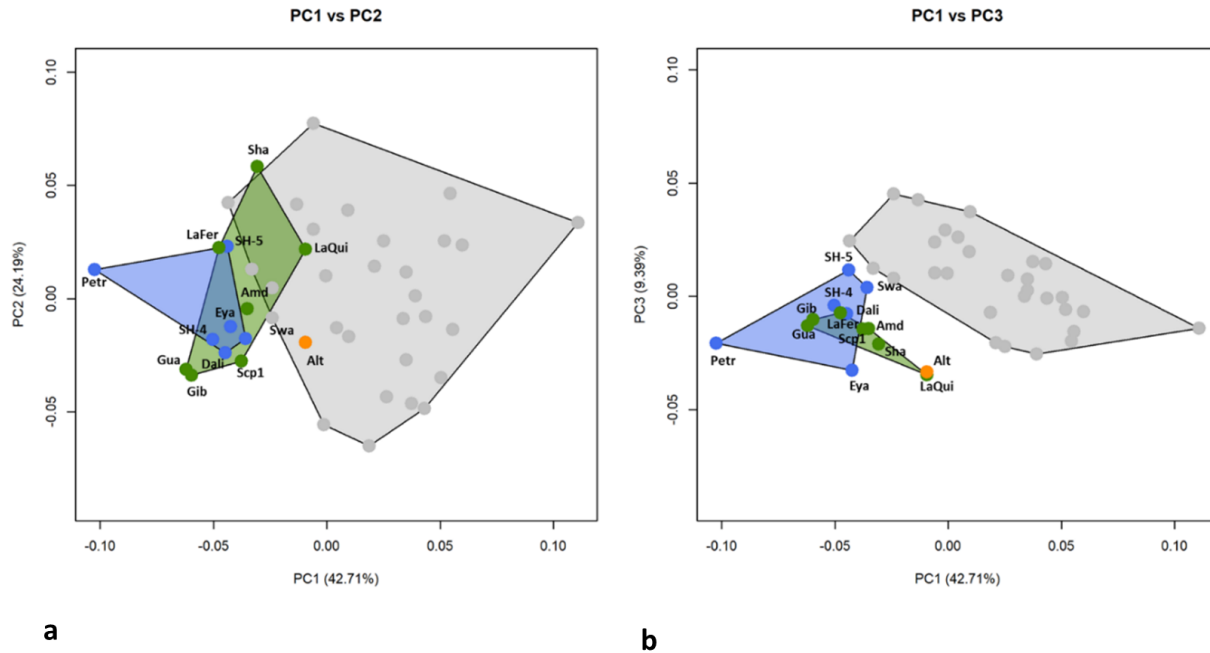 PC1 vs PC2
PC2 (24.19%)
0.10
0.05
0.00
-0.05
Sha
LaFer
SH-5
LaQui
Petr
Amd
Eya
SH-4
Swa
Alt
Gua
Dali
Scp1
Gib
-0.10
-0.05
0.00
0.05
0.10
PC1 (42.71%)
a
PC1 vs PC3
PC3 (9.39%)
0.10
0.05
0.00
-0.05
SH-5
Swa
SH-4
Gib
Dali
Gua
LaFer
Amd
Scp1
Sha
Petr
Alt
Eya
LaQui
-0.10
-0.05
0.00
0.05
0.10
PC1 (42.71%)
b